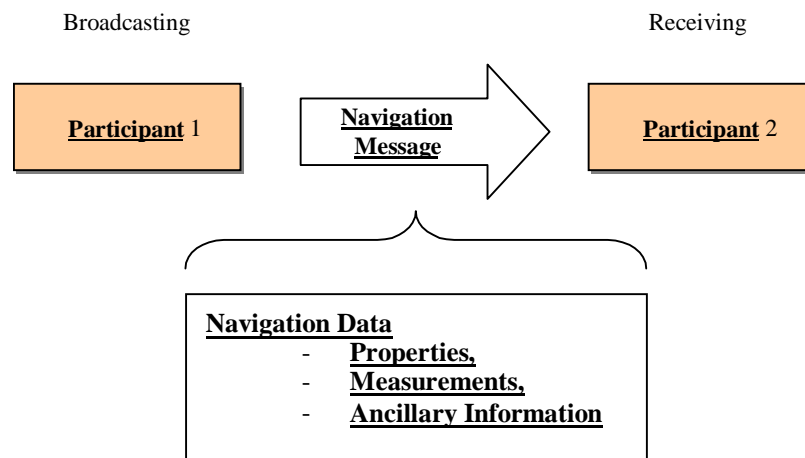 Broadcasting
Receiving
Participant 1
Navigation
Message
Participant 2
Navigation Data
- Properties,
- Measurements,
- Ancillary Information